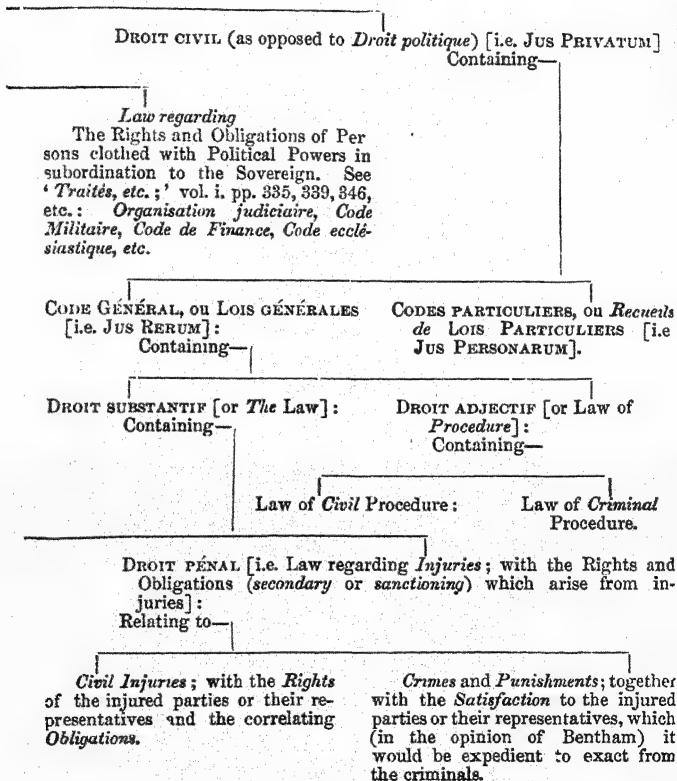 DROIT CIVIL (as opposed to Droit politique) [i.e. JUS PRIVATUM]
Containing—
Law regarding
The Rights and Obligations of Per
sons clothed with Political Powers in
subordination to the Sovereign. See
‘ Traités, etc. ;’ vol. i. pp. 335, 339, 346,
etc. : Organisation judiciaire, Code
Militaire, Code de Finance, Code ecclé-
siastique, etc.
CODE GÉNÉRAL, ou LOIS GÉNÉRALES
[i.e. JUS RERUM] :
Containing—
CODES PARTICULIERS, ou Recueils
de LOIS PARTICULIERS [i.e
JUS PERSONARUM].
DROIT SUBSTANTIF [or The Law] :
Containing—
DROIT ADJECTIF [or Law of
Procedure] :
Containing—
Law of Civil Procedure :
Law of Criminal
Procedure.
DROIT PÉNAL [i.e. Law regarding Injuries ; with the Rights and
Obligations (secondary or sanctioning) which arise from in-
juries] :
Relating to—
Civil Injuries ; with the Rights
of the injured parties or their re-
presentatives and the correlating
Obligations.
Crimes and Punishments ; together
with the Satisfaction to the injured
parties or their representatives, which
(in the opinion of Bentham) it
would be expedient to exact from
the criminals.